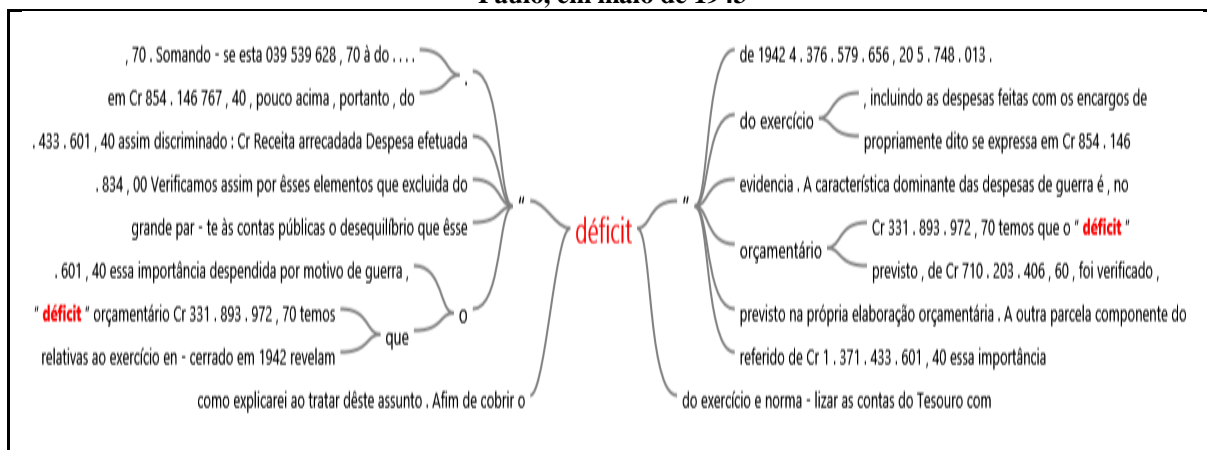 Paulo, em maio de 1943
, 70 . Somando - se esta 039 539 628 , 70 à do . . . .
em Cr 854 . 146 767 , 40 , pouco acima , portanto , do
.
. 433 . 601 , 40 assim discriminado : Cr Receita arrecadada Despesa efetuada
. 834 , 00 Verificamos assim por êsses elementos que excluida do
grande par - te às contas públicas o desequilíbrio que êsse
"
. 601 , 40 essa importância despendida por motivo de guerra ,
" déficit " orçamentário Cr 331 . 893 . 972 , 70 temos
relativas ao exercício en - cerrado em 1942 revelam
que
o
como explicarei ao tratar dêste assunto . Afim de cobrir o
déficit
"
de 1942 4 . 376 . 579 . 656 , 20 5 . 748 . 013 .
do exercício
, incluindo as despesas feitas com os encargos de
propriamente dito se expressa em Cr 854 . 146
evidencia . A característica dominante das despesas de guerra é , no
orçamentário
Cr 331 . 893 . 972 , 70 temos que o " déficit "
previsto , de Cr 710 . 203 . 406 , 60 , foi verificado ,
previsto na própria elaboração orçamentária . A outra parcela componente do
referido de Cr 1 . 371 . 433 . 601 , 40 essa importância
do exercício e norma - lizar as contas do Tesouro com